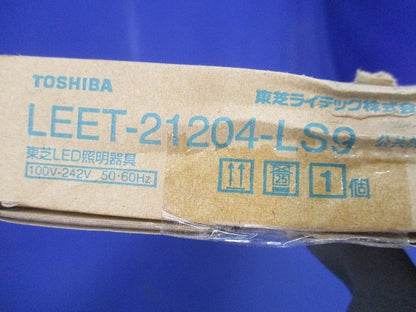 TOSHIBA
東芝ライテック株式
LEET-21204-LS9
東芝LED照明器具
100V-242V 50・60Hz
1個